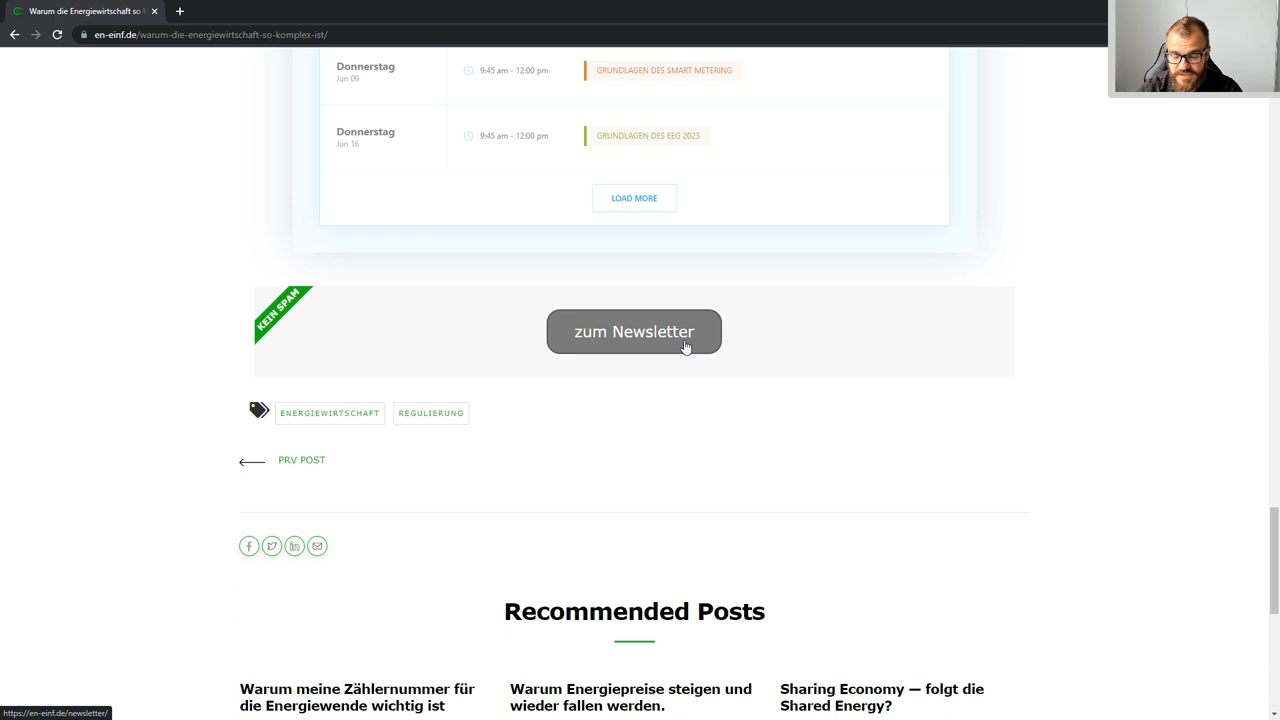 Warum die Energiewirtschaft so
en-einf.de/warum-die-energiewirtschaft-so-komplex-ist/
Donnerstag
Jun 09
9:45 am - 12:00 pm
GRUNDLAGEN DES SMART METERING
Donnerstag
Jun 16
9:45 am - 12:00 pm
GRUNDLAGEN DES EEG 2023
LOAD MORE
KEIN SPAM
zum Newsletter
ENERGIEWIRTSCHAFT
REGULIERUNG
PRV POST
Recommended Posts
Warum meine Zählernummer für
die Energiewende wichtig ist
Warum Energiepreise steigen und
wieder fallen werden.
Sharing Economy — folgt die
Shared Energy?
https://en-einf.de/newsletter/